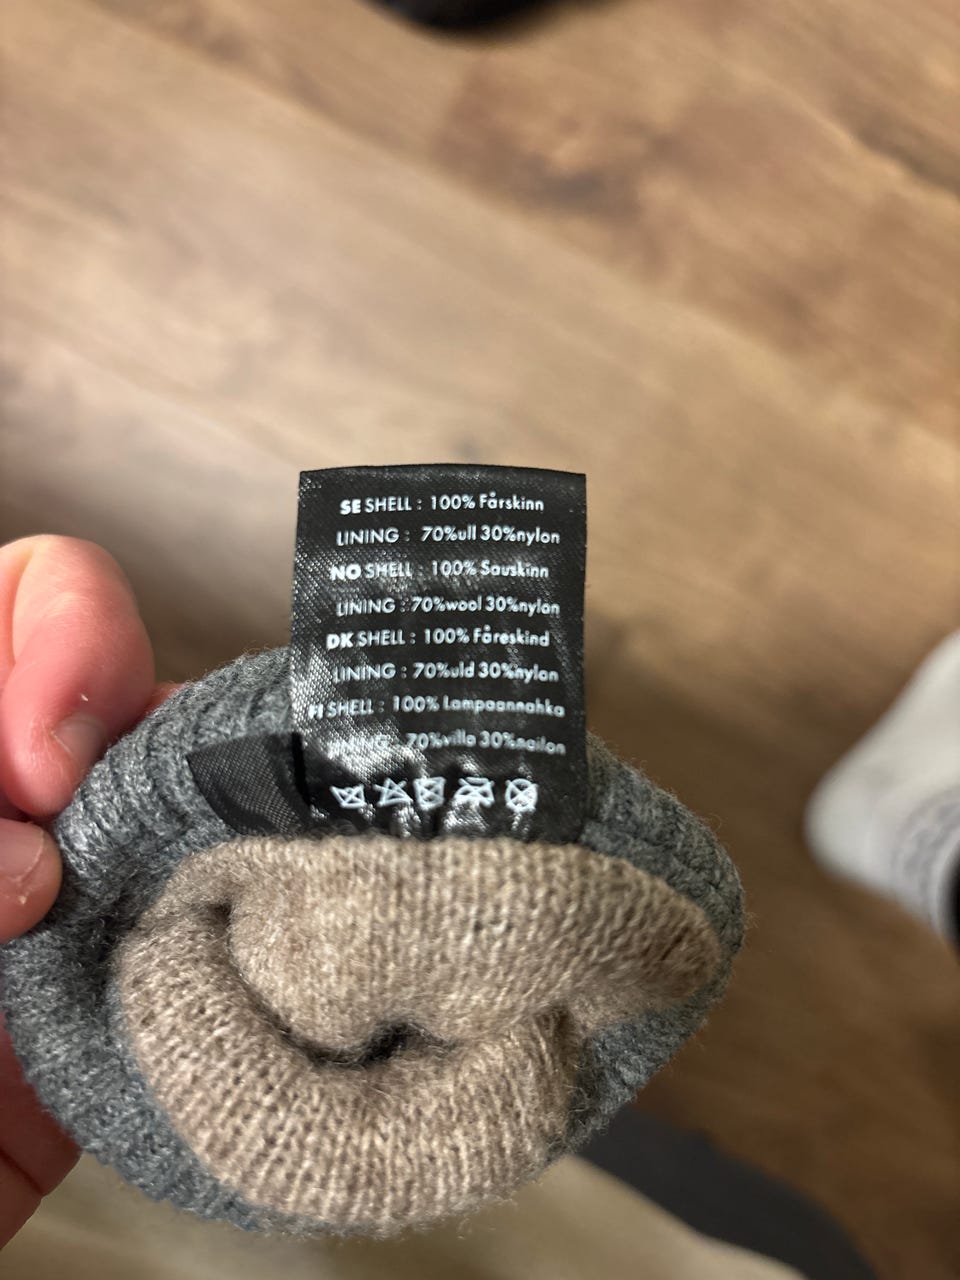 SE SHELL : 100% Fårskinn
LINING : 70%ull 30%nylon
NO SHELL : 100% Sauskinn
LINING : 70%wool 30%nylon
DK SHELL : 100% Fåreskind
LINING : 70%uld 30%nylon
FI SHELL : 100% Lampaannahka
LINING : 70%villa 30%nailon